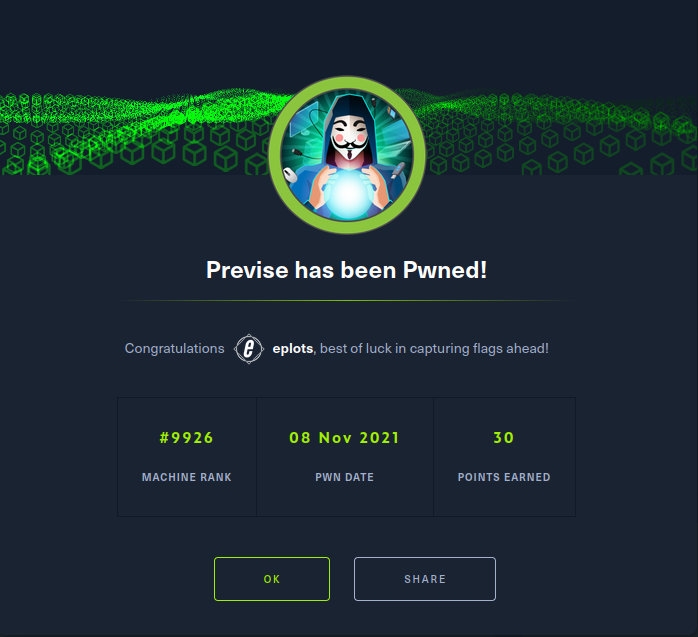 Previse has been Pwned!
Congratulations e eplots, best of luck in capturing flags ahead!
#9926 08 Nov 2021 30
MACHINE RANK PWN DATE POINTS EARNED
OK SHARE